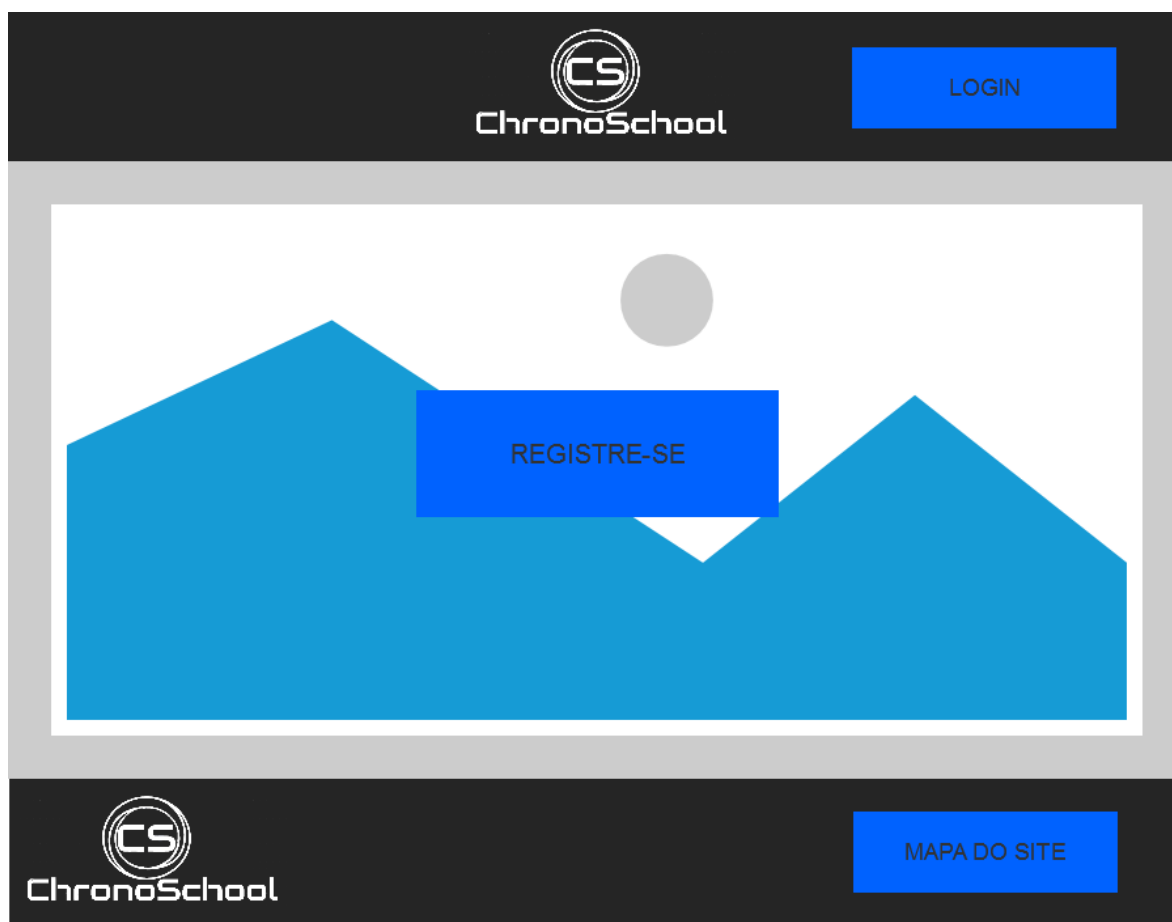 CS
ChronoSchool
LOGIN
REGISTRE-SE
CS
ChronoSchool
MAPA DO SITE